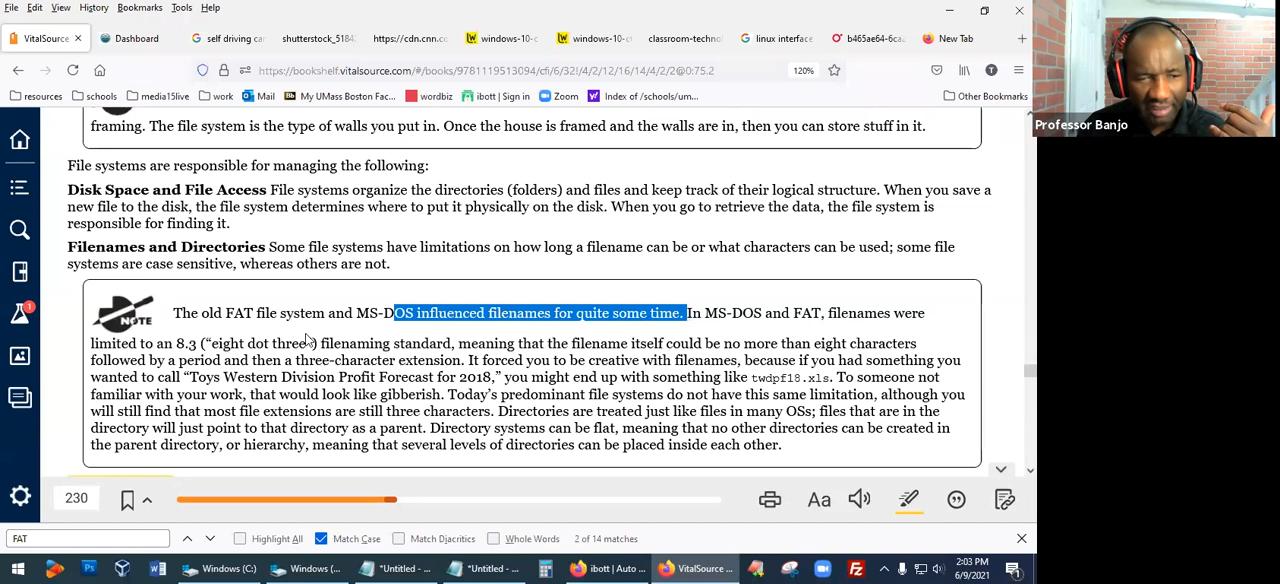 File Edit View History Bookmarks Tools Help
VitalSource Dashboard self driving car shutterstock_5184 https://cdn.cnn.co windows-10-c windows-10-c classroom-techno linux interface b465ae64-6caa New Tab
https://bookshelf.vitalsource.com/#/books/9781119513094/cfi/6/32!/4/2/12/16/14/4/2/2@0:75.2 120%
resources schools media15live work Mail My UMass Boston Fac... wordbiz ibott | Sign in Zoom Index of /schools/um... Other Bookmarks
Professor Banjo
framing. The file system is the type of walls you put in. Once the house is framed and the walls are in, then you can store stuff in it.
File systems are responsible for managing the following:
Disk Space and File Access File systems organize the directories (folders) and files and keep track of their logical structure. When you save a
new file to the disk, the file system determines where to put it physically on the disk. When you go to retrieve the data, the file system is
responsible for finding it.
Filenames and Directories Some file systems have limitations on how long a filename can be or what characters can be used; some file
systems are case sensitive, whereas others are not.
NOTE The old FAT file system and MS-DOS influenced filenames for quite some time. In MS-DOS and FAT, filenames were
limited to an 8.3 (“eight dot three”) filenaming standard, meaning that the filename itself could be no more than eight characters
followed by a period and then a three-character extension. It forced you to be creative with filenames, because if you had something you
wanted to call “Toys Western Division Profit Forecast for 2018,” you might end up with something like twdpf18.xls. To someone not
familiar with your work, that would look like gibberish. Today’s predominant file systems do not have this same limitation, although you
will still find that most file extensions are still three characters. Directories are treated just like files in many OSs; files that are in the
directory will just point to that directory as a parent. Directory systems can be flat, meaning that no other directories can be created in
the parent directory, or hierarchy, meaning that several levels of directories can be placed inside each other.
230 Aa
FAT Highlight All Match Case Match Diacritics Whole Words 2 of 14 matches
Windows (C:) Windows (... *Untitled - ... *Untitled - ... ibott | Auto ... VitalSource ... 2:03 PM
6/9/2021